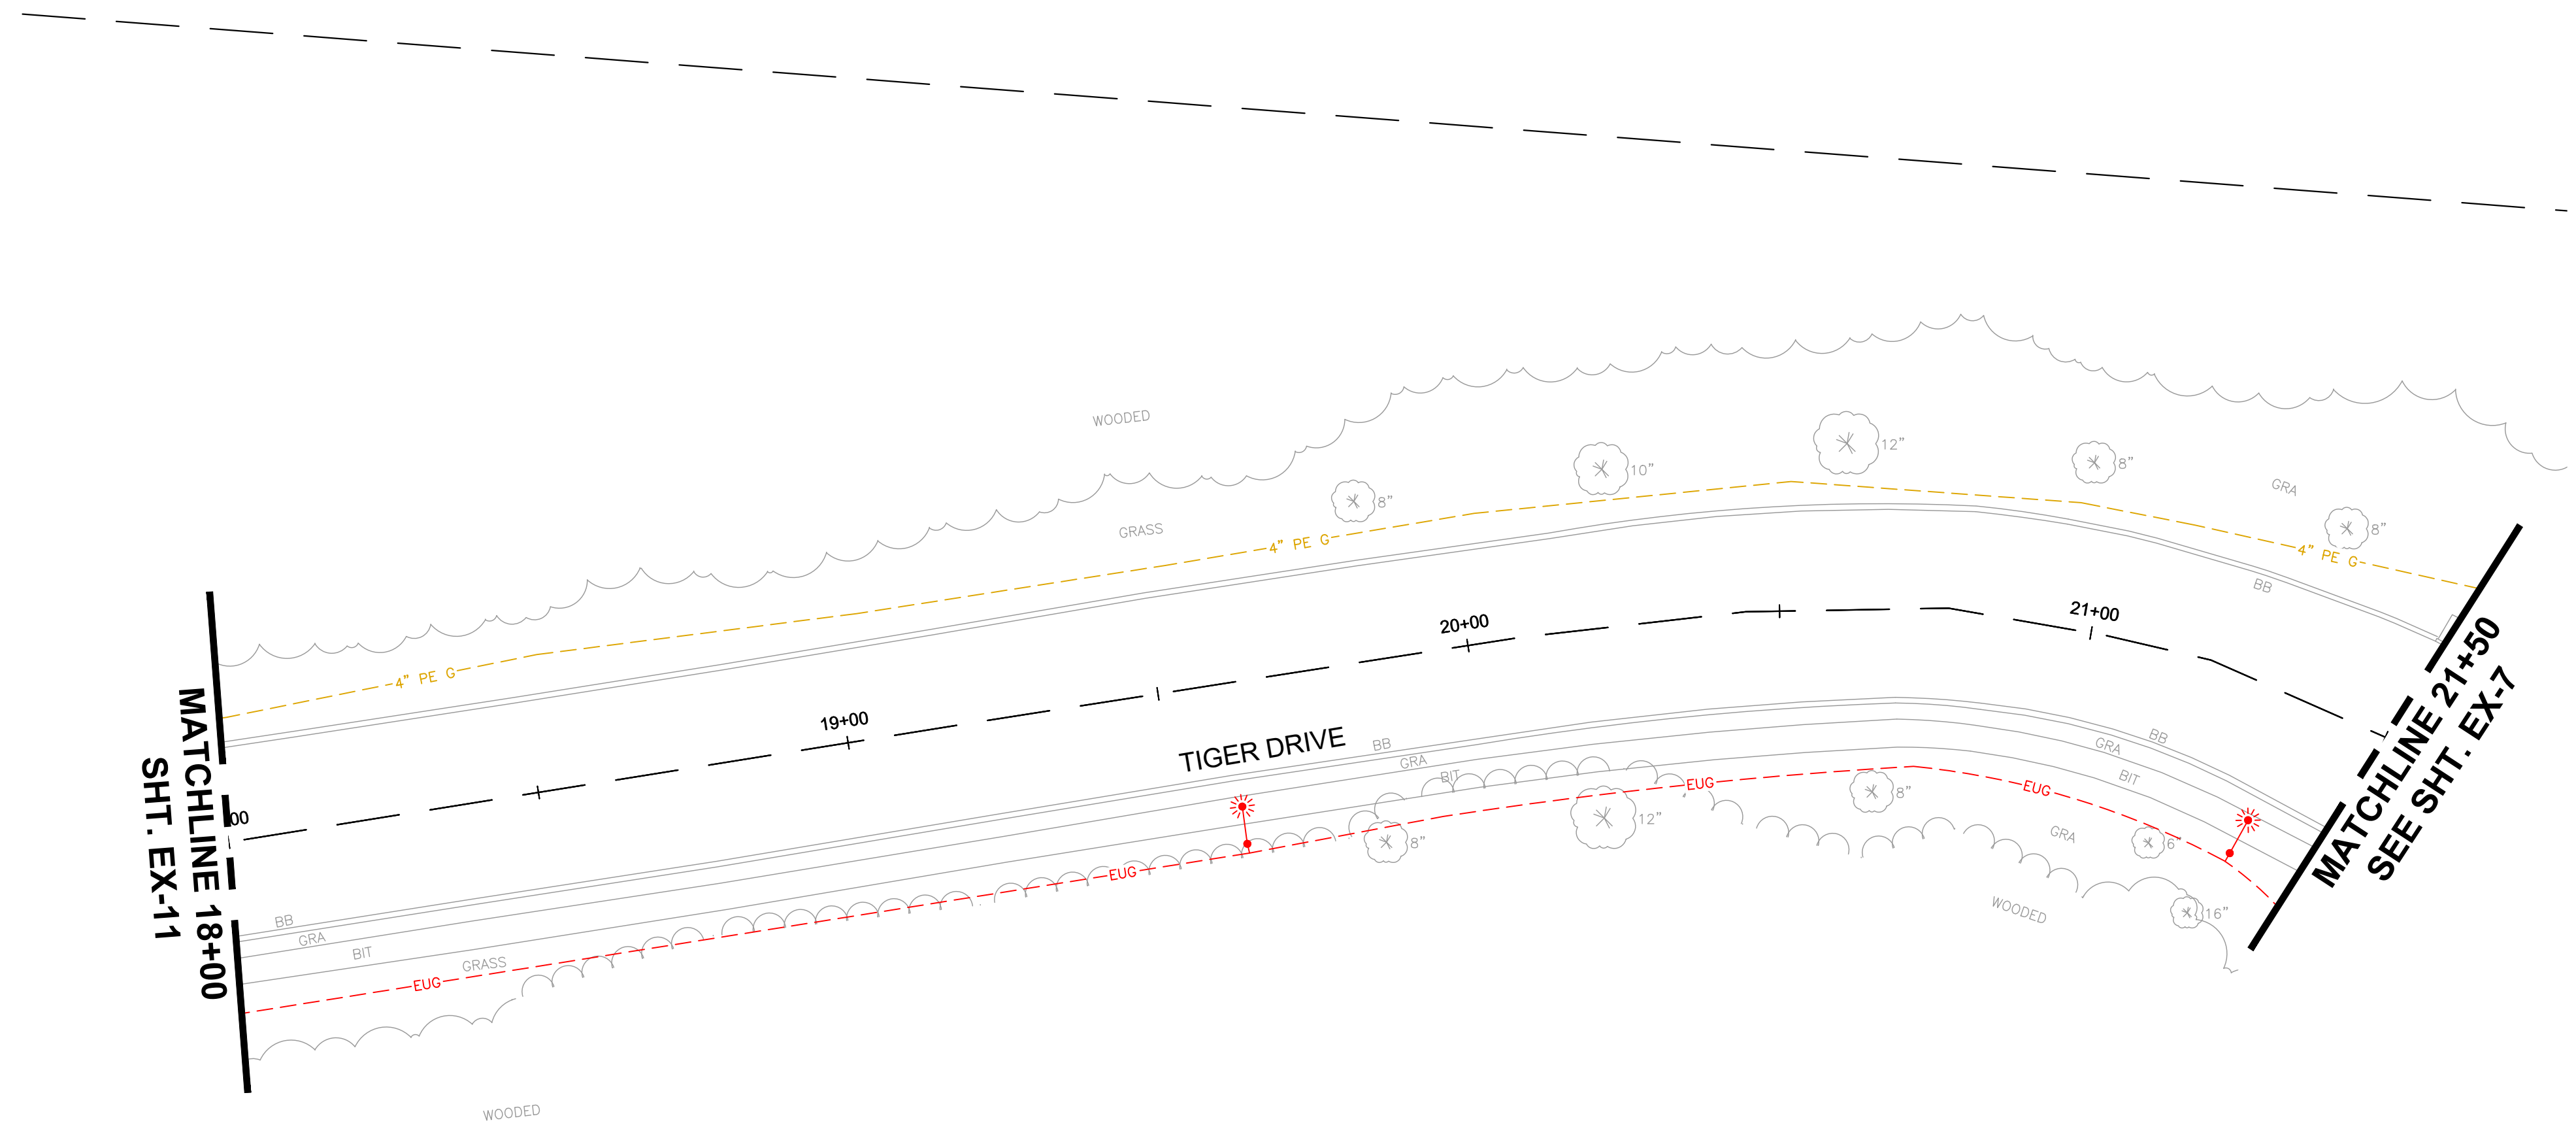 WOODED
12”
10”
8”
8”
GRA
8”
GRASS
8”
4” PE G
4” PE G
BB
21+00
20+00
4” PE G
19+00
MATCHLINE 18+00
SHT. EX-11
00
TIGER DRIVE
BB
GRA
BIT
BB
GRA
BIT
MATCHLINE 21+50
SEE SHT. EX-7
EUG
EUG
8”
12”
8”
GRA
6”
EUG
WOODED
16”
BB
GRA
BIT
GRASS
EUG
WOODED